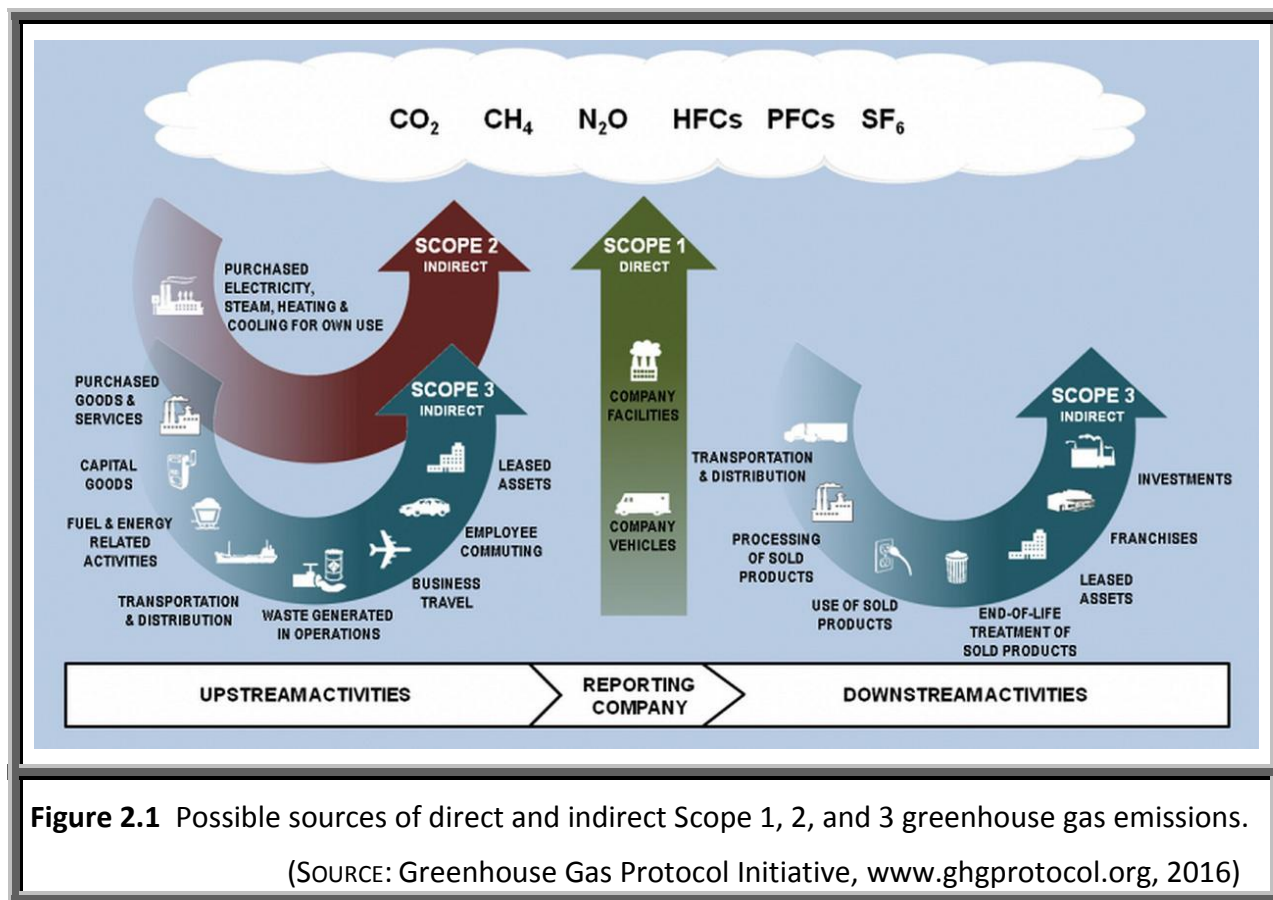 CO2 CH4 N2O HFCs PFCs SF6
SCOPE 2
INDIRECT
SCOPE 1
DIRECT
PURCHASED
ELECTRICITY,
STEAM, HEATING &
COOLING FOR OWN USE
SCOPE 3
INDIRECT
PURCHASED
GOODS &
SERVICES
CAPITAL
GOODS
FUEL & ENERGY
RELATED
ACTIVITIES
TRANSPORTATION
& DISTRIBUTION
WASTE GENERATED
IN OPERATIONS
BUSINESS
TRAVEL
EMPLOYEE
COMMUTING
LEASED
ASSETS
COMPANY
FACILITIES
COMPANY
VEHICLES
SCOPE 3
INDIRECT
TRANSPORTATION
& DISTRIBUTION
PROCESSING
OF SOLD
PRODUCTS
USE OF SOLD
PRODUCTS
END-OF-LIFE
TREATMENT OF
SOLD PRODUCTS
LEASED
ASSETS
FRANCHISES
INVESTMENTS
UPSTREAM ACTIVITIES
REPORTING
COMPANY
DOWNSTREAM ACTIVITIES
Figure 2.1 Possible sources of direct and indirect Scope 1, 2, and 3 greenhouse gas emissions.
(SOURCE: Greenhouse Gas Protocol Initiative, www.ghgprotocol.org, 2016)